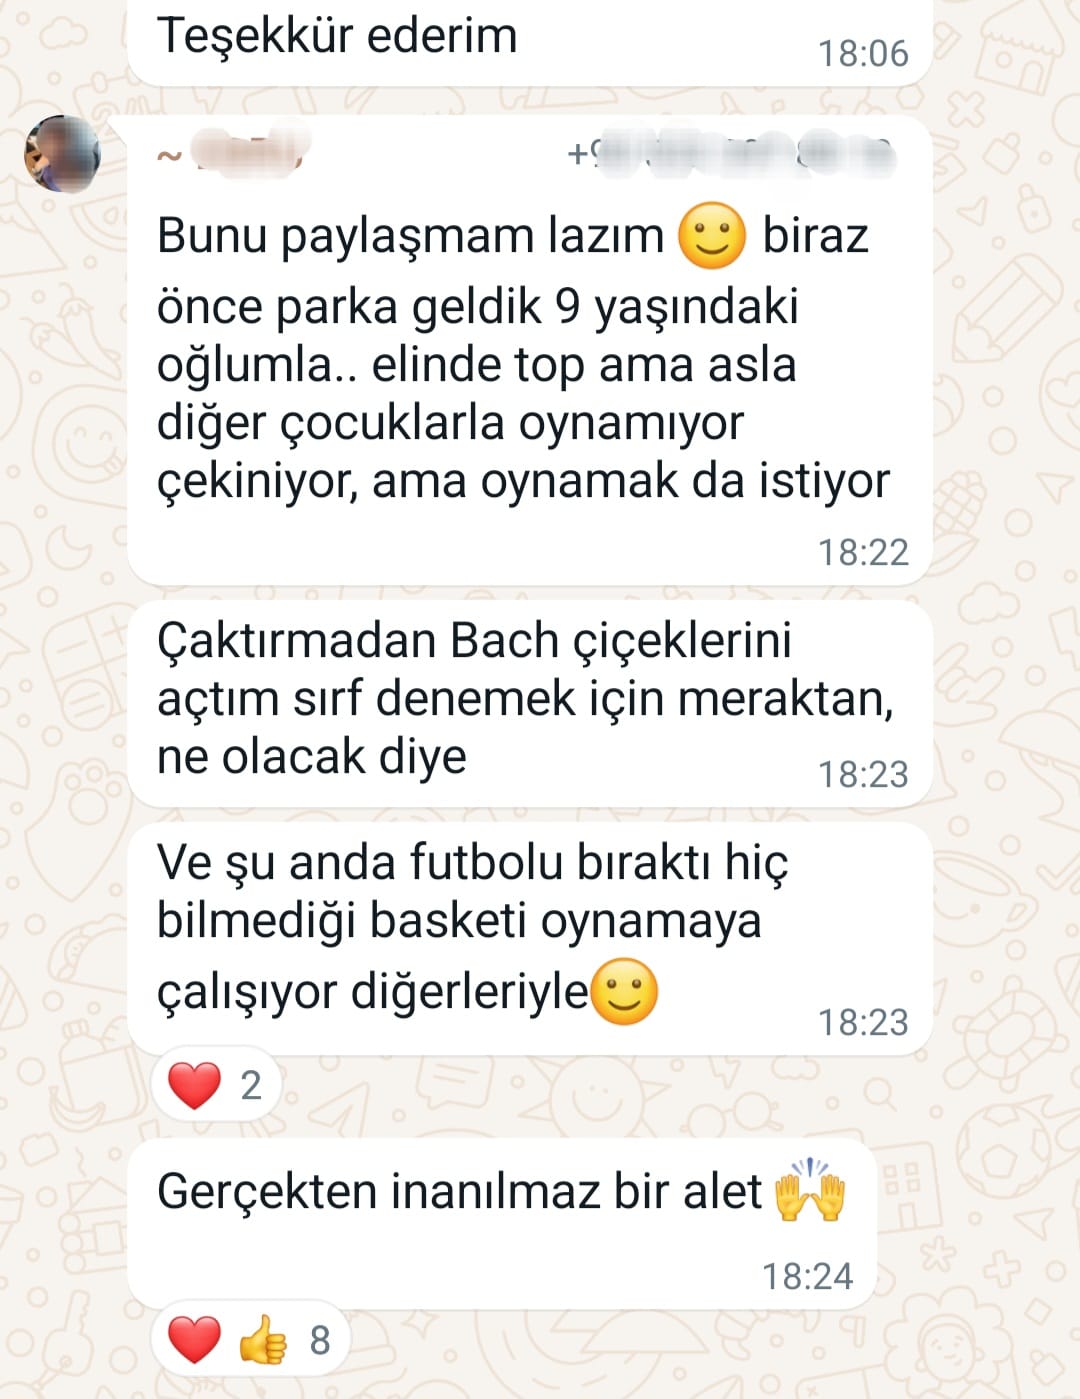 Teşekkür ederim
18:06
~
Bunu paylaşmam lazım 🙂 biraz
önce parka geldik 9 yaşındaki
oğlumla.. elinde top ama asla
diğer çocuklarla oynamıyor
çekiniyor, ama oynamak da istiyor
18:22
Çaktırmadan Bach çiçeklerini
açtım sırf denemek için meraktan,
ne olacak diye
18:23
Ve şu anda futbolu bıraktı hiç
bilmediği basketi oynamaya
çalışıyor diğerleriyle🙂
18:23
❤️ 2
Gerçekten inanılmaz bir alet 🙌
18:24
❤️ 👍 8